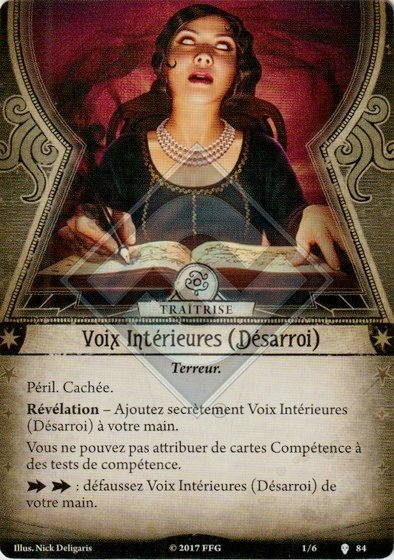 TRAÎTRISE
Voix Intérieures (Désarroi)
Terreur.
Péril. Cachée.
Révélation – Ajoutez secrètement Voix Intérieures
(Désarroi) à votre main.
Vous ne pouvez pas attribuer de cartes Compétence à
des tests de compétence.
: défaussez Voix Intérieures (Désarroi) de
votre main.
Illus. Nick Deligaris © 2017 FFG 1/6 84